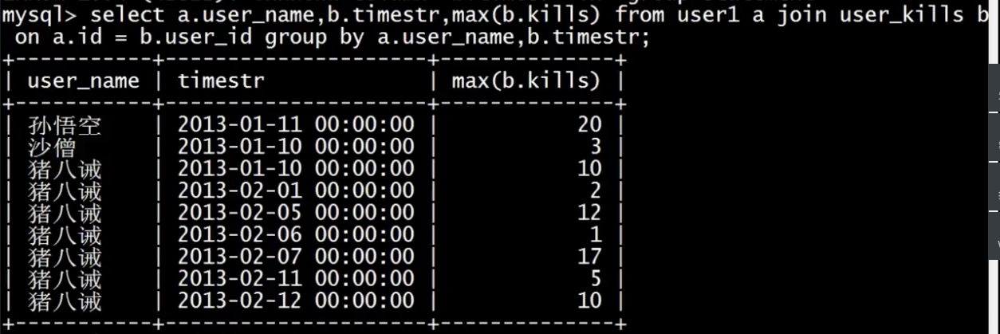 mysql> select a.user_name,b.timestr,max(b.kills) from user1 a join user_kills b
on a.id = b.user_id group by a.user_name,b.timestr;
+-----------+---------------------+--------------+
| user_name | timestr | max(b.kills) |
+-----------+---------------------+--------------+
| 孙悟空 | 2013-01-11 00:00:00 | 20 |
| 沙僧 | 2013-01-10 00:00:00 | 3 |
| 猪八诫 | 2013-01-10 00:00:00 | 10 |
| 猪八诫 | 2013-02-01 00:00:00 | 2 |
| 猪八诫 | 2013-02-05 00:00:00 | 12 |
| 猪八诫 | 2013-02-06 00:00:00 | 1 |
| 猪八诫 | 2013-02-07 00:00:00 | 17 |
| 猪八诫 | 2013-02-11 00:00:00 | 5 |
| 猪八诫 | 2013-02-12 00:00:00 | 10 |
+-----------+---------------------+--------------+